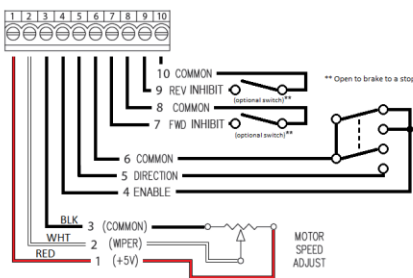 1 2 3 4 5 6 7 8 9 10
10 COMMON
9 REV INHIBIT
(optional switch)**
8 COMMON
7 FWD INHIBIT
(optional switch)**
** Open to brake to a stop
6 COMMON
5 DIRECTION
4 ENABLE
BLK 3 (COMMON)
WHT 2 (WIPER)
RED 1 (+5V)
MOTOR
SPEED
ADJUST